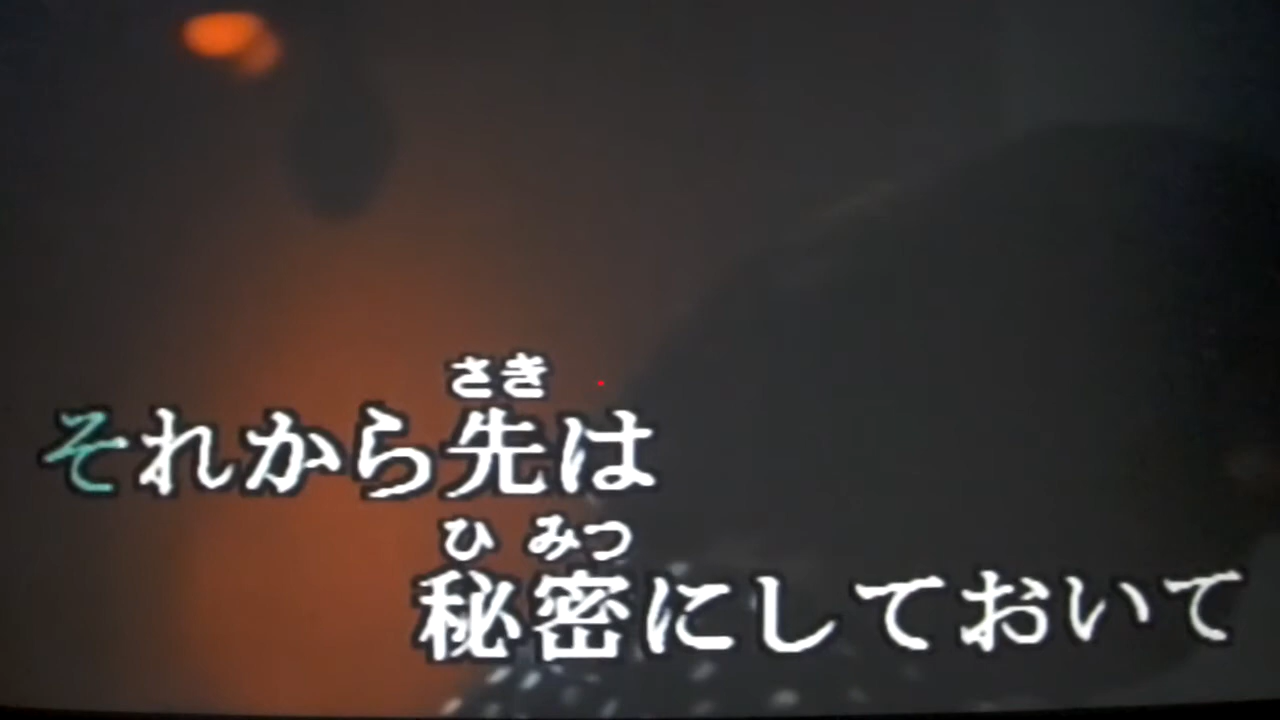 さき
それから先は
ひ みつ
秘密にしておいて